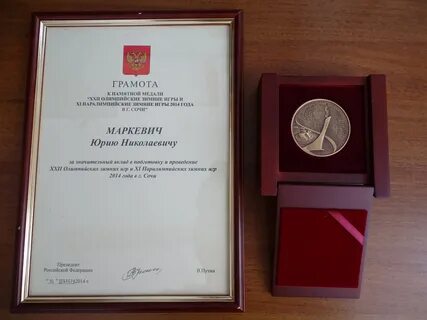 ГРАМОТА
К ПАМЯТНОЙ МЕДАЛИ
"XXII ОЛИМПИЙСКИЕ ЗИМНИЕ ИГРЫ И
XI ПАРАЛИМПИЙСКИЕ ЗИМНИЕ ИГРЫ 2014 ГОДА
В Г. СОЧИ"
МАРКЕВИЧ
Юрию Николаевичу
за значительный вклад в подготовку и проведение
XXII Олимпийских зимних игр и XI Паралимпийских зимних игр
2014 года в г. Сочи
Президент
Российской Федерации
В.Путин
2014 г.